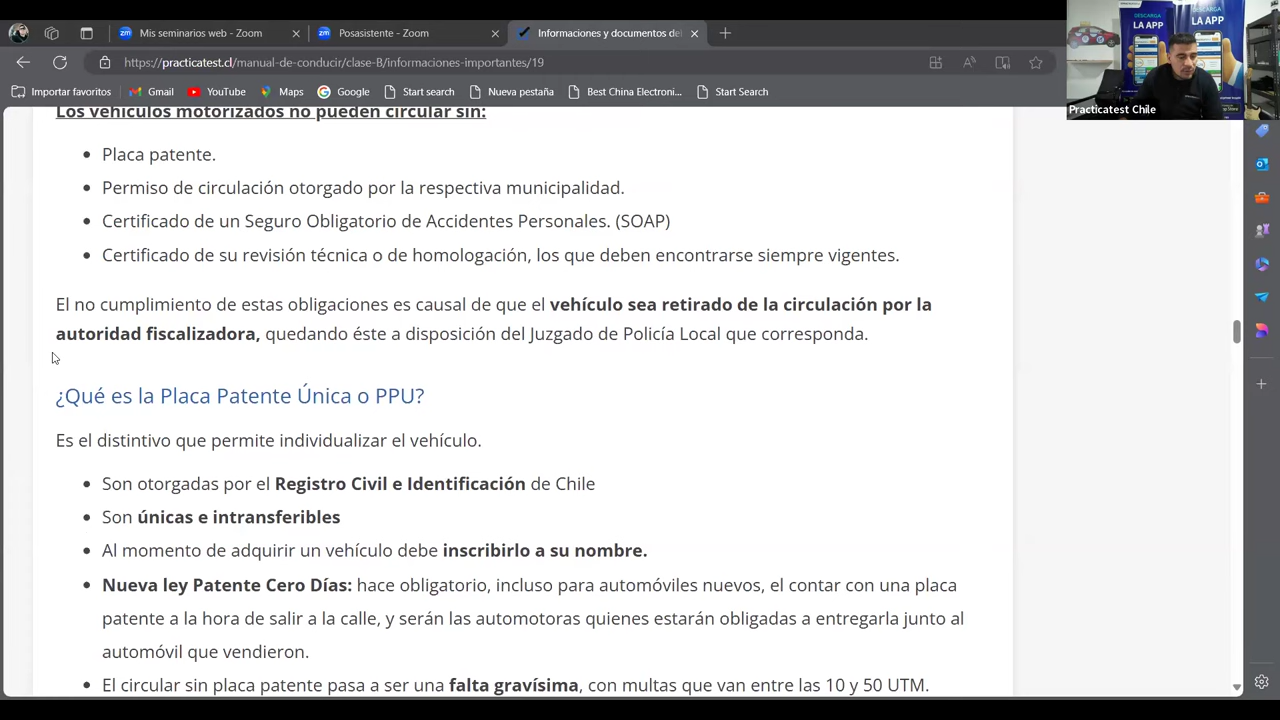 Mis seminarios web - Zoom
Posasistente - Zoom
Informaciones y documentos de
https://practicatest.cl/manual-de-conducir/clase-B/informaciones-importantes/19
Importar favoritos
Gmail
YouTube
Maps
Google
Start search
Nueva pestaña
Best China Electroni...
Start Search
DESCARGA
LA APP
DESCARGA
LA APP
Practicatest Chile
Los vehículos motorizados no pueden circular sin:
Placa patente.
Permiso de circulación otorgado por la respectiva municipalidad.
Certificado de un Seguro Obligatorio de Accidentes Personales. (SOAP)
Certificado de su revisión técnica o de homologación, los que deben encontrarse siempre vigentes.
El no cumplimiento de estas obligaciones es causal de que el vehículo sea retirado de la circulación por la
autoridad fiscalizadora, quedando éste a disposición del Juzgado de Policía Local que corresponda.
¿Qué es la Placa Patente Única o PPU?
Es el distintivo que permite individualizar el vehículo.
Son otorgadas por el Registro Civil e Identificación de Chile
Son únicas e intransferibles
Al momento de adquirir un vehículo debe inscribirlo a su nombre.
Nueva ley Patente Cero Días: hace obligatorio, incluso para automóviles nuevos, el contar con una placa
patente a la hora de salir a la calle, y serán las automotoras quienes estarán obligadas a entregarla junto al
automóvil que vendieron.
El circular sin placa patente pasa a ser una falta gravísima, con multas que van entre las 10 y 50 UTM.